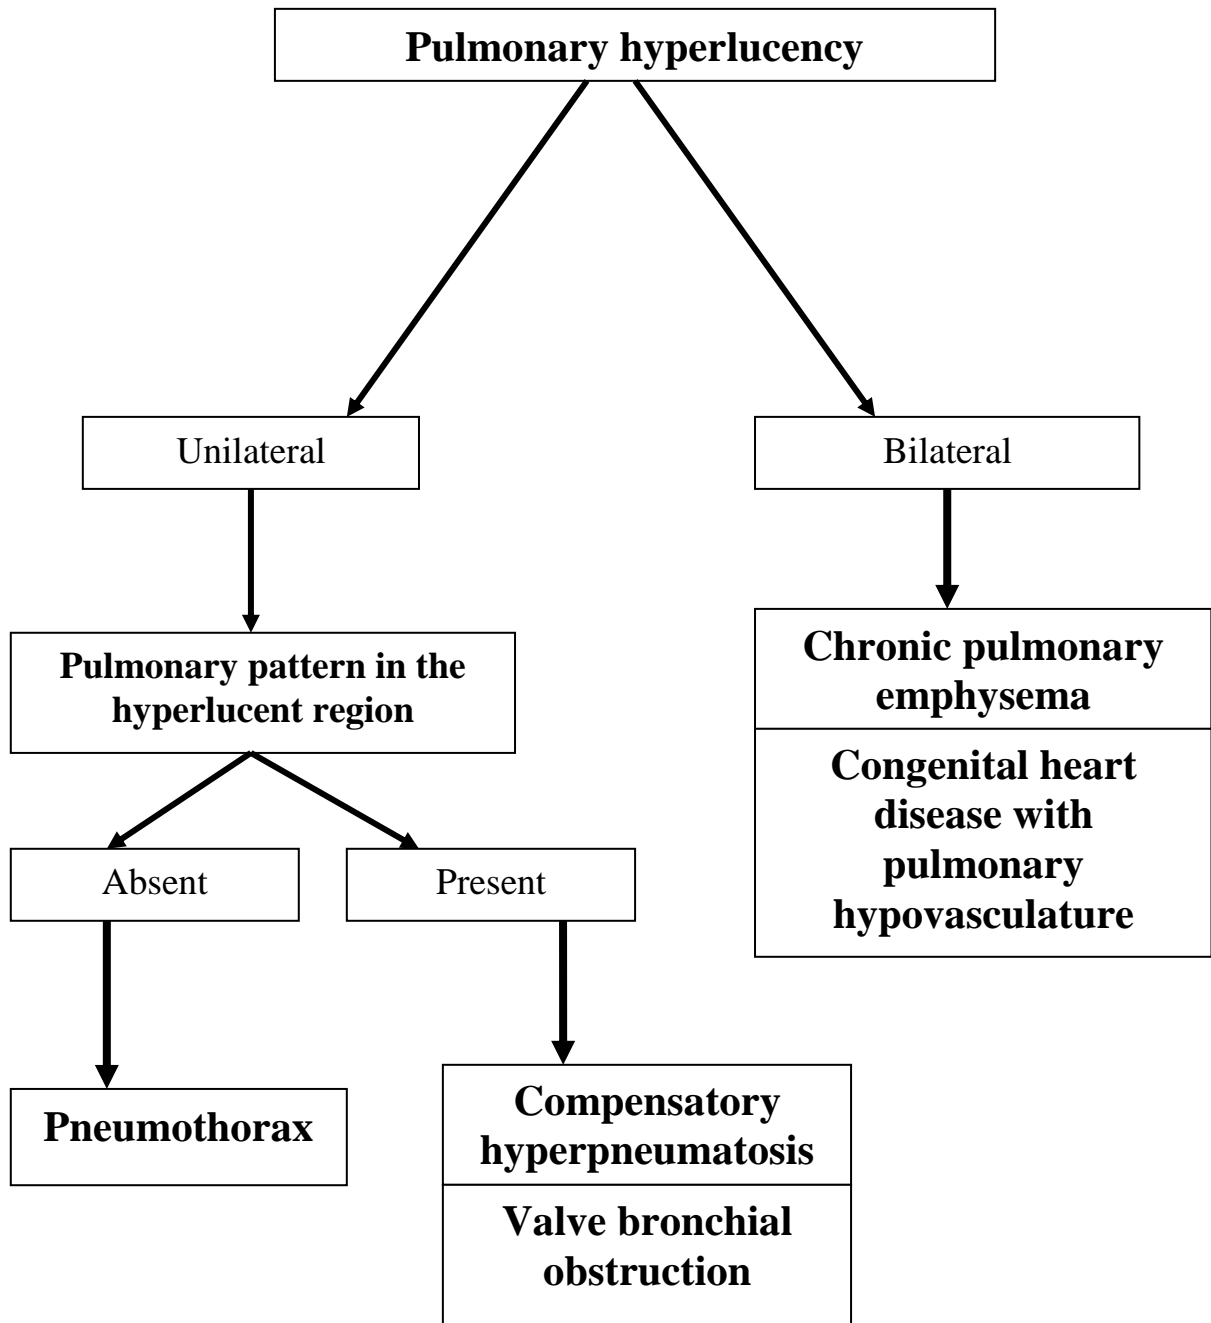 Pulmonary hyperlucency
Unilateral
Bilateral
Pulmonary pattern in the
hyperlucent region
Chronic pulmonary
emphysema
Congenital heart
disease with
pulmonary
hypovasculature
Absent
Present
Pneumothorax
Compensatory
hyperpneumatosis
Valve bronchial
obstruction